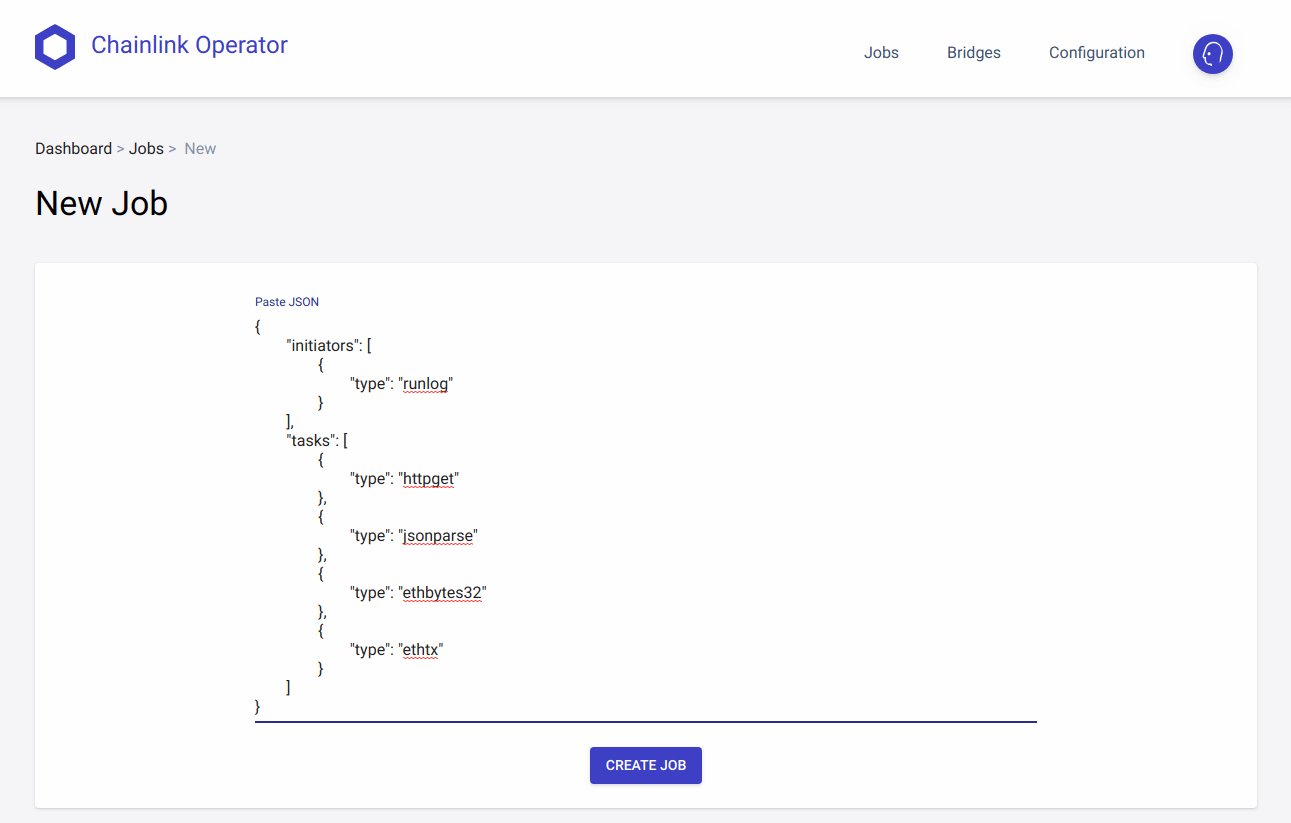 Chainlink Operator
Jobs Bridges Configuration
Dashboard > Jobs > New
New Job
Paste JSON
{
"initiators": [
{
"type": "runlog"
}
],
"tasks": [
{
"type": "httpget"
},
{
"type": "jsonparse"
},
{
"type": "ethbytes32"
},
{
"type": "ethtx"
}
]
}
CREATE JOB